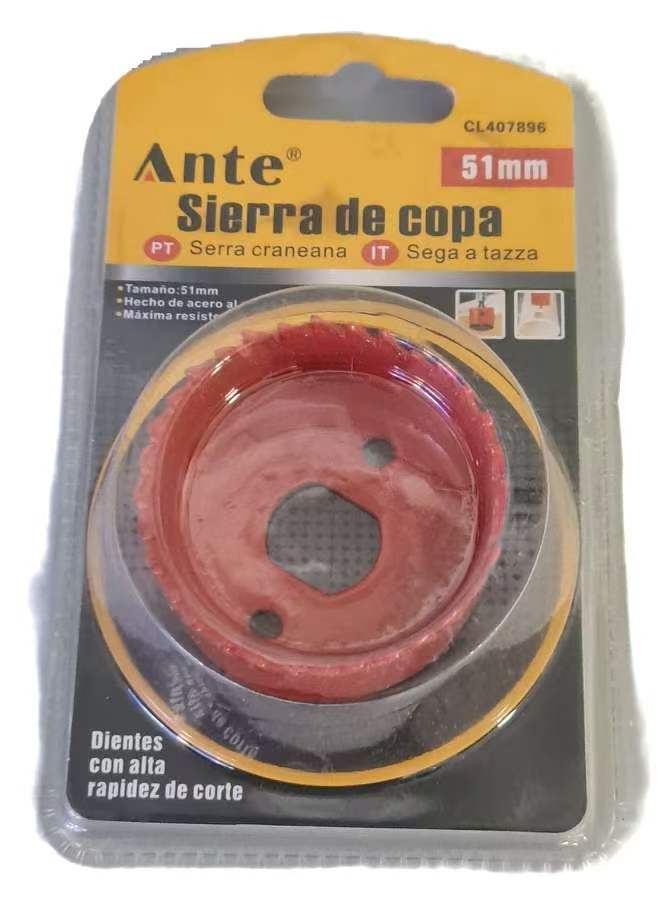 CL407896
Ante®
51mm
Sierra de copa
PT Serra craneana IT Sega a tazza
•Tamaño:51mm
•Hecho de acero al
•Máxima
Dientes
con alta
rapidez de corte